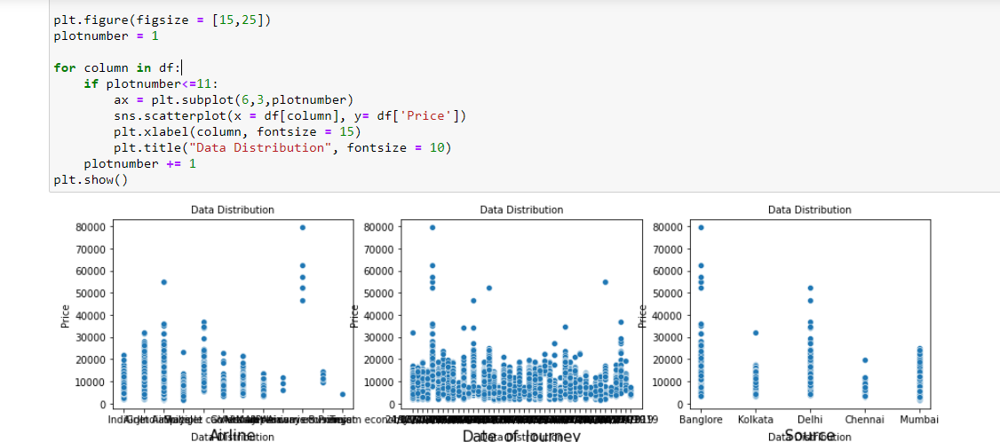 plt.figure(figsize = [15,25])
plotnumber = 1
for column in df:
if plotnumber<=11:
ax = plt.subplot(6,3,plotnumber)
sns.scatterplot(x = df[column], y= df['Price'])
plt.xlabel(column, fontsize = 15)
plt.title("Data Distribution", fontsize = 10)
plotnumber += 1
plt.show()
Data Distribution Data Distribution Data Distribution
80000 80000 80000
70000 70000 70000
60000 60000 60000
50000 50000 50000
40000 40000 40000
Price Price Price
30000 30000 30000
20000 20000 20000
10000 10000 10000
0 0 0
Banglore Kolkata Delhi Chennai Mumbai
Airline Date of Journey Source
Data Distribution Data Distribution Data Distribution